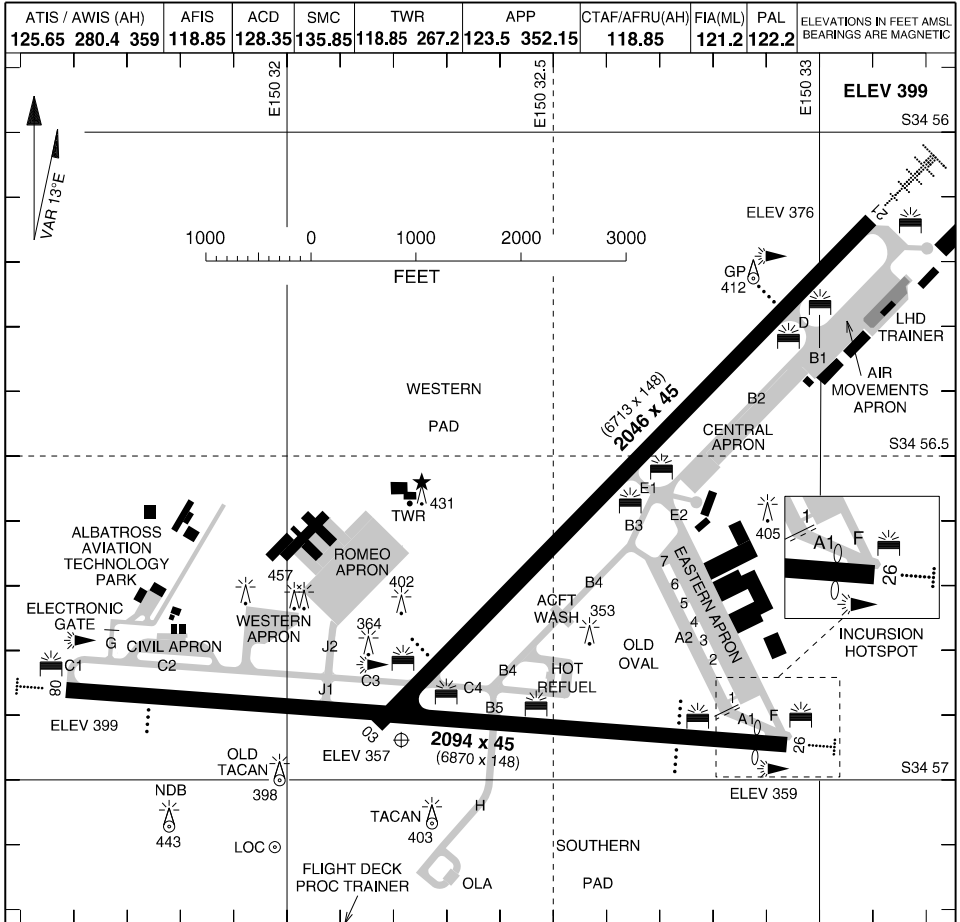 ATIS / AWIS (AH)
125.65 280.4 359
AFIS
118.85
ACD
128.35
SMC
135.85
TWR
118.85 267.2
APP
123.5 352.15
CTAF/AFRU(AH)
118.85
FIA(ML)
121.2
PAL
122.2
ELEVATIONS IN FEET AMSL
BEARINGS ARE MAGNETIC
E150 32
E150 32.5
E150 33
ELEV 399
S34 56
VAR 13°E
ELEV 376
21
1000 0 1000 2000 3000
FEET
GP
412
D
LHD
TRAINER
B1
AIR
MOVEMENTS
APRON
WESTERN
PAD
B2
(6713 x 148)
2046 x 45
CENTRAL
APRON
S34 56.5
E1
431
TWR
B3
E2
405
ALBATROSS
AVIATION
TECHNOLOGY
PARK
ROMEO
APRON
457
402
7
6
5
4
3
2
EASTERN APRON
A2
1
A1
F
26
INCURSION
HOTSPOT
B4
ACFT
WASH
353
ELECTRONIC
GATE
G
CIVIL APRON
WESTERN
APRON
364
J2
OLD
OVAL
C1
C2
C3
B4
HOT
REFUEL
J1
C4
B5
08
1
A1
F
26
ELEV 399
03
ELEV 357
2094 x 45
(6870 x 148)
OLD
TACAN
398
S34 57
ELEV 359
NDB
443
TACAN
403
H
LOC
SOUTHERN
PAD
FLIGHT DECK
PROC TRAINER
OLA